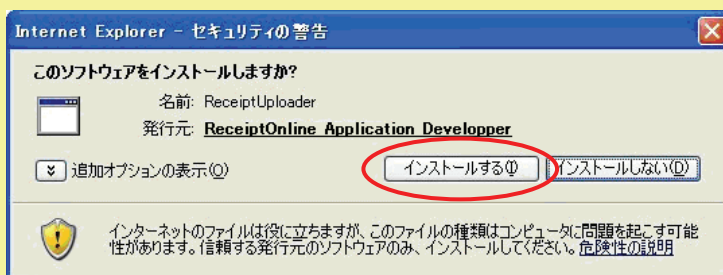 Internet Explorer - セキュリティの警告
このソフトウェアをインストールしますか?
名前: ReceiptUploader
発行元: ReceiptOnline Application Developper
追加オプションの表示(O)
インストールする(I)
インストールしない(D)
インターネットのファイルは役に立ちますが、このファイルの種類はコンピュータに問題を起こす可能
性があります。信頼する発行元のソフトウェアのみ、インストールしてください。危険性の説明